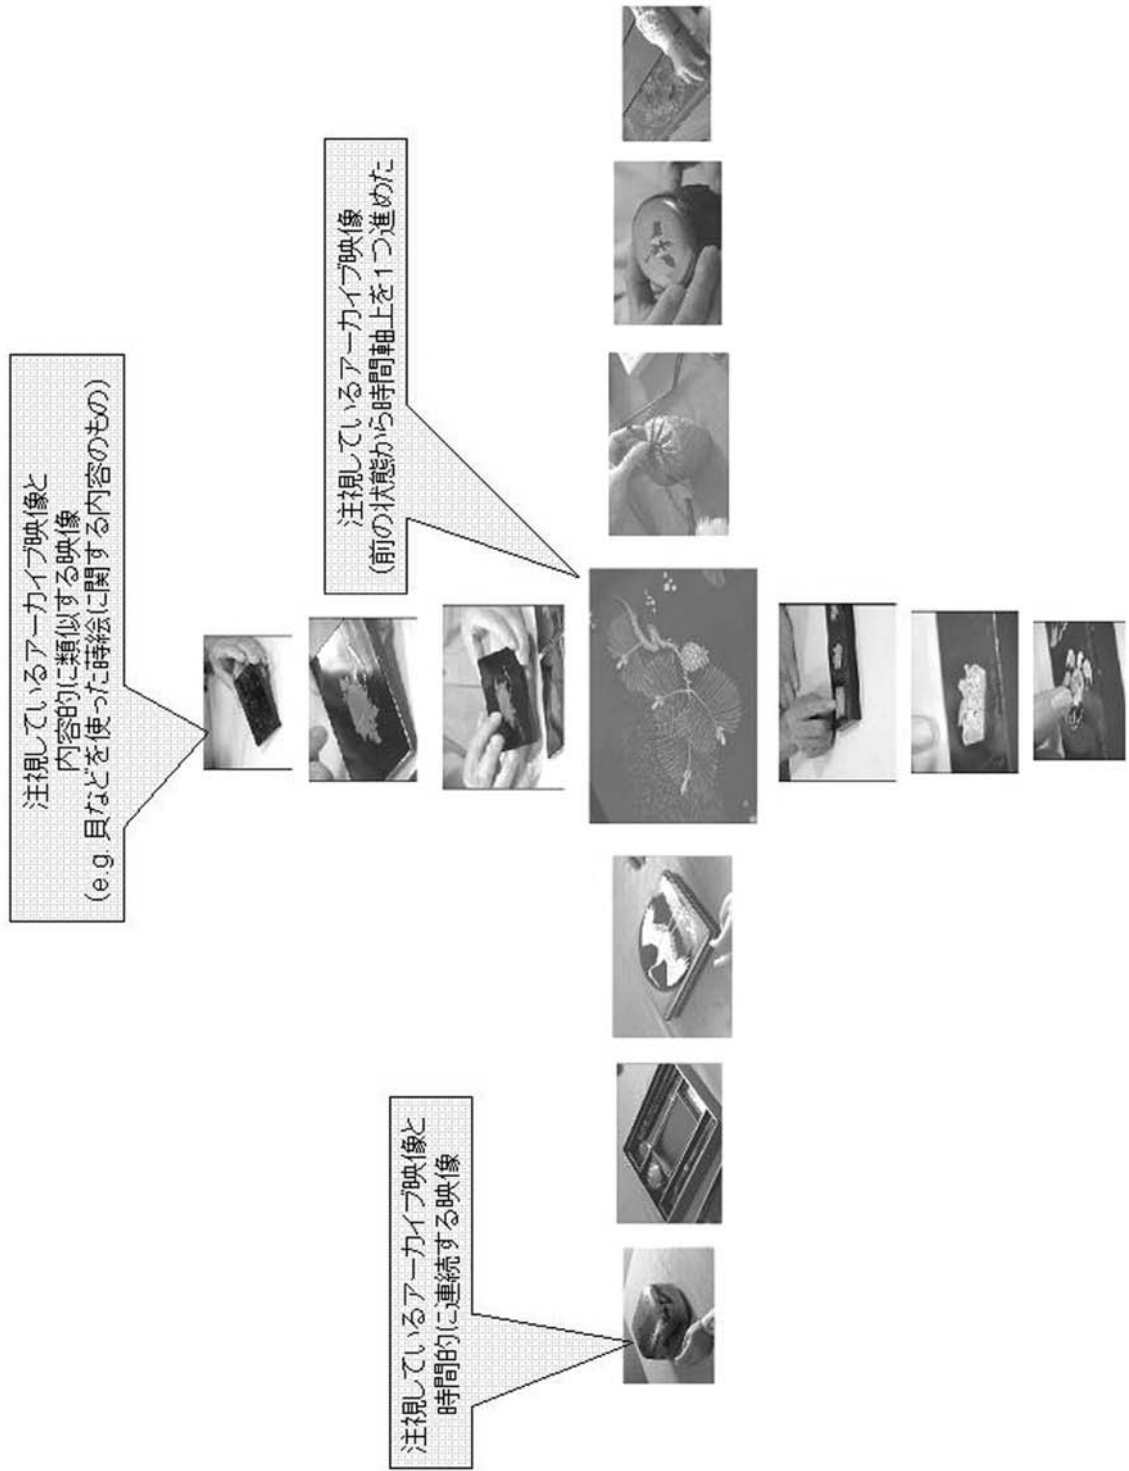 注視しているアーカイブ映像と
内容的に類似する映像
(e.g. 貝などを使った蒔絵に関する内容のもの)
注視しているアーカイブ映像
(前の状態から時間軸上を1つ進めた
注視しているアーカイブ映像と
時間的に連続する映像